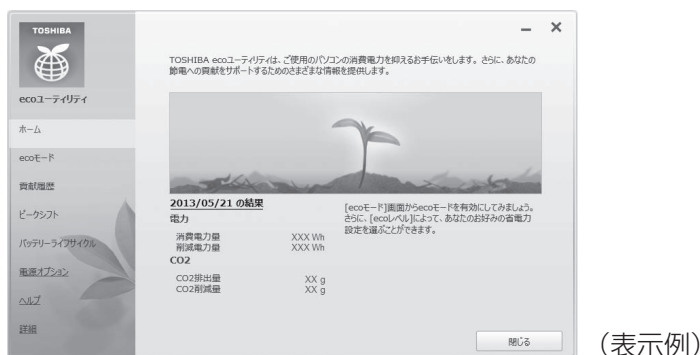 TOSHIBA
ecoユーティリティ
ホーム
ecoモード
貢献履歴
ピークシフト
バッテリーライフサイクル
電源オプション
ヘルプ
詳細
TOSHIBA ecoユーティリティは、ご使用のパソコンの消費電力を抑えるお手伝いをします。さらに、あなたの
節電への貢献をサポートするためのさまざまな情報を提供します。
2013/05/21 の結果
電力
消費電力量 XXX Wh
削減電力量 XXX Wh
CO2
CO2排出量 XX g
CO2削減量 XX g
[ecoモード]画面からecoモードを有効にしてみましょう。
さらに、[ecoレベル]によって、あなたのお好みの省電力
設定を選ぶことができます。
閉じる
（表示例）